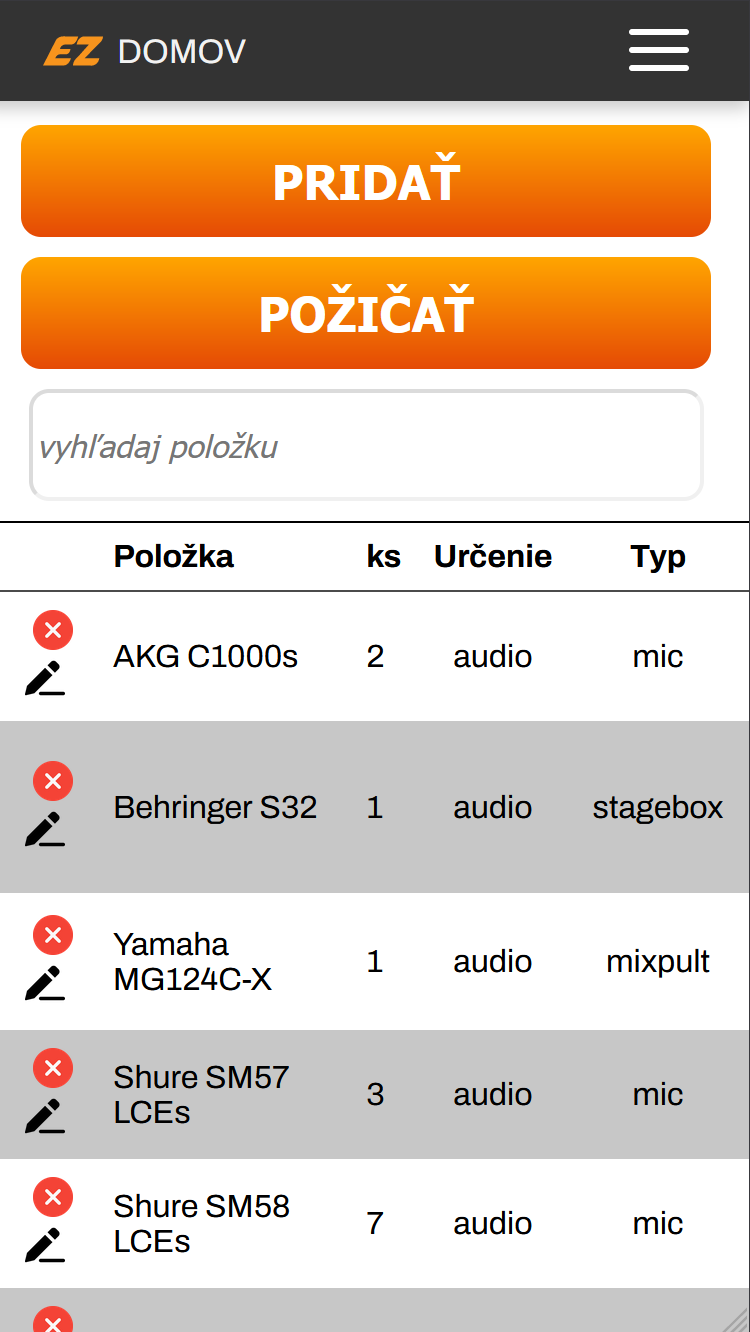 EZ DOMOV
PRIDAŤ
POŽIČAŤ
vyhľadaj položku
Položka ks Určenie Typ
AKG C1000s 2 audio mic
Behringer S32 1 audio stagebox
Yamaha
MG124C-X 1 audio mixpult
Shure SM57
LCEs 3 audio mic
Shure SM58
LCEs 7 audio mic